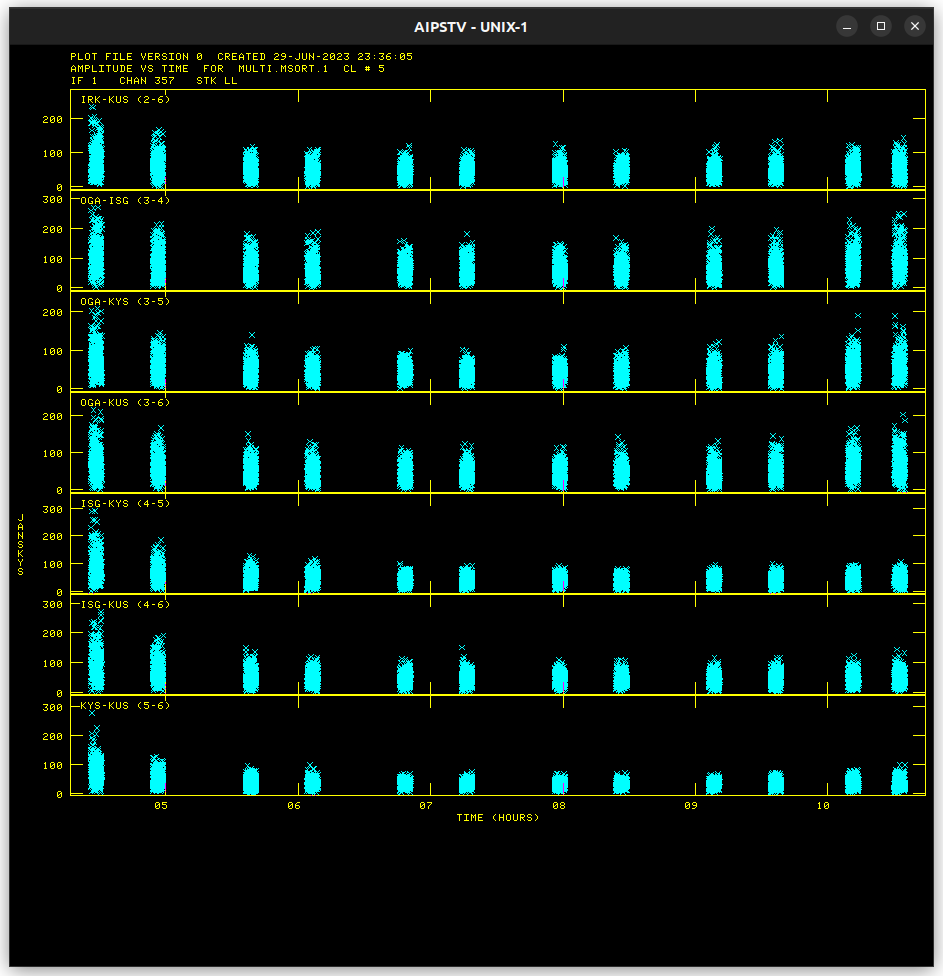 AIPSTV - UNIX-1
PLOT FILE VERSION 0 CREATED 29-JUN-2023 23:36:05
AMPLITUDE VS TIME FOR MULTI.MSORT.1 CL # 5
IF 1 CHAN 357 STK LL
IRK-KUS (2-6)
200
100
0
OGA-ISG (3-4)
300
200
100
0
OGA-KYS (3-5)
200
100
0
OGA-KUS (3-6)
200
100
0
JANSKYS
ISG-KYS (4-5)
300
200
100
0
ISG-KUS (4-6)
300
200
100
0
KYS-KUS (5-6)
300
200
100
0
05 06 07 08 09 10
TIME (HOURS)